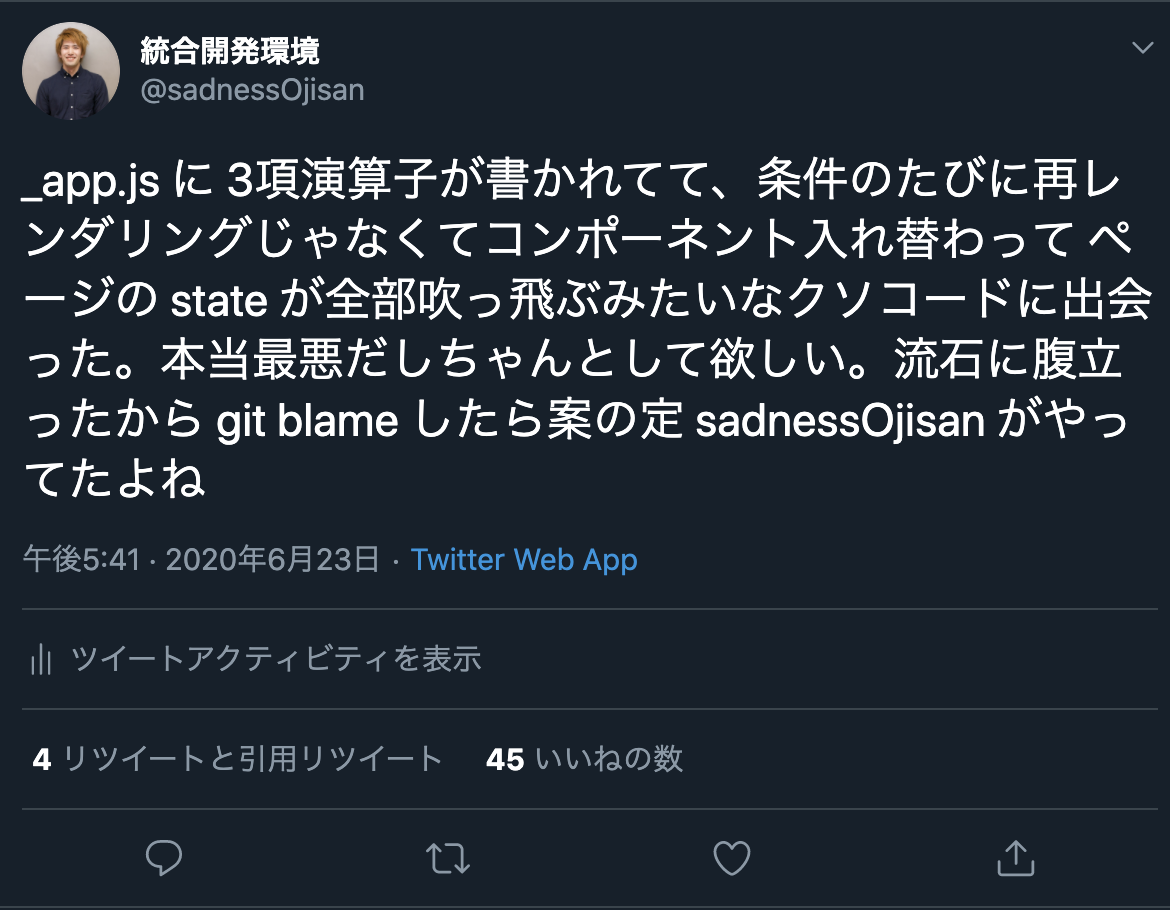 統合開発環境
@sadnessOjisan
_app.js に 3項演算子が書かれてて、条件のたびに再レ
ンダリングじゃなくてコンポーネント入れ替わって ペ
ージの state が全部吹っ飛ぶみたいなクソコードに出会
った。本当最悪だしちゃんとして欲しい。流石に腹立
ったから git blame したら案の定 sadnessOjisan がやっ
てたよね
午後5:41 · 2020年6月23日 · Twitter Web App
ツイートアクティビティを表示
4 リツイートと引用リツイート 45 いいねの数